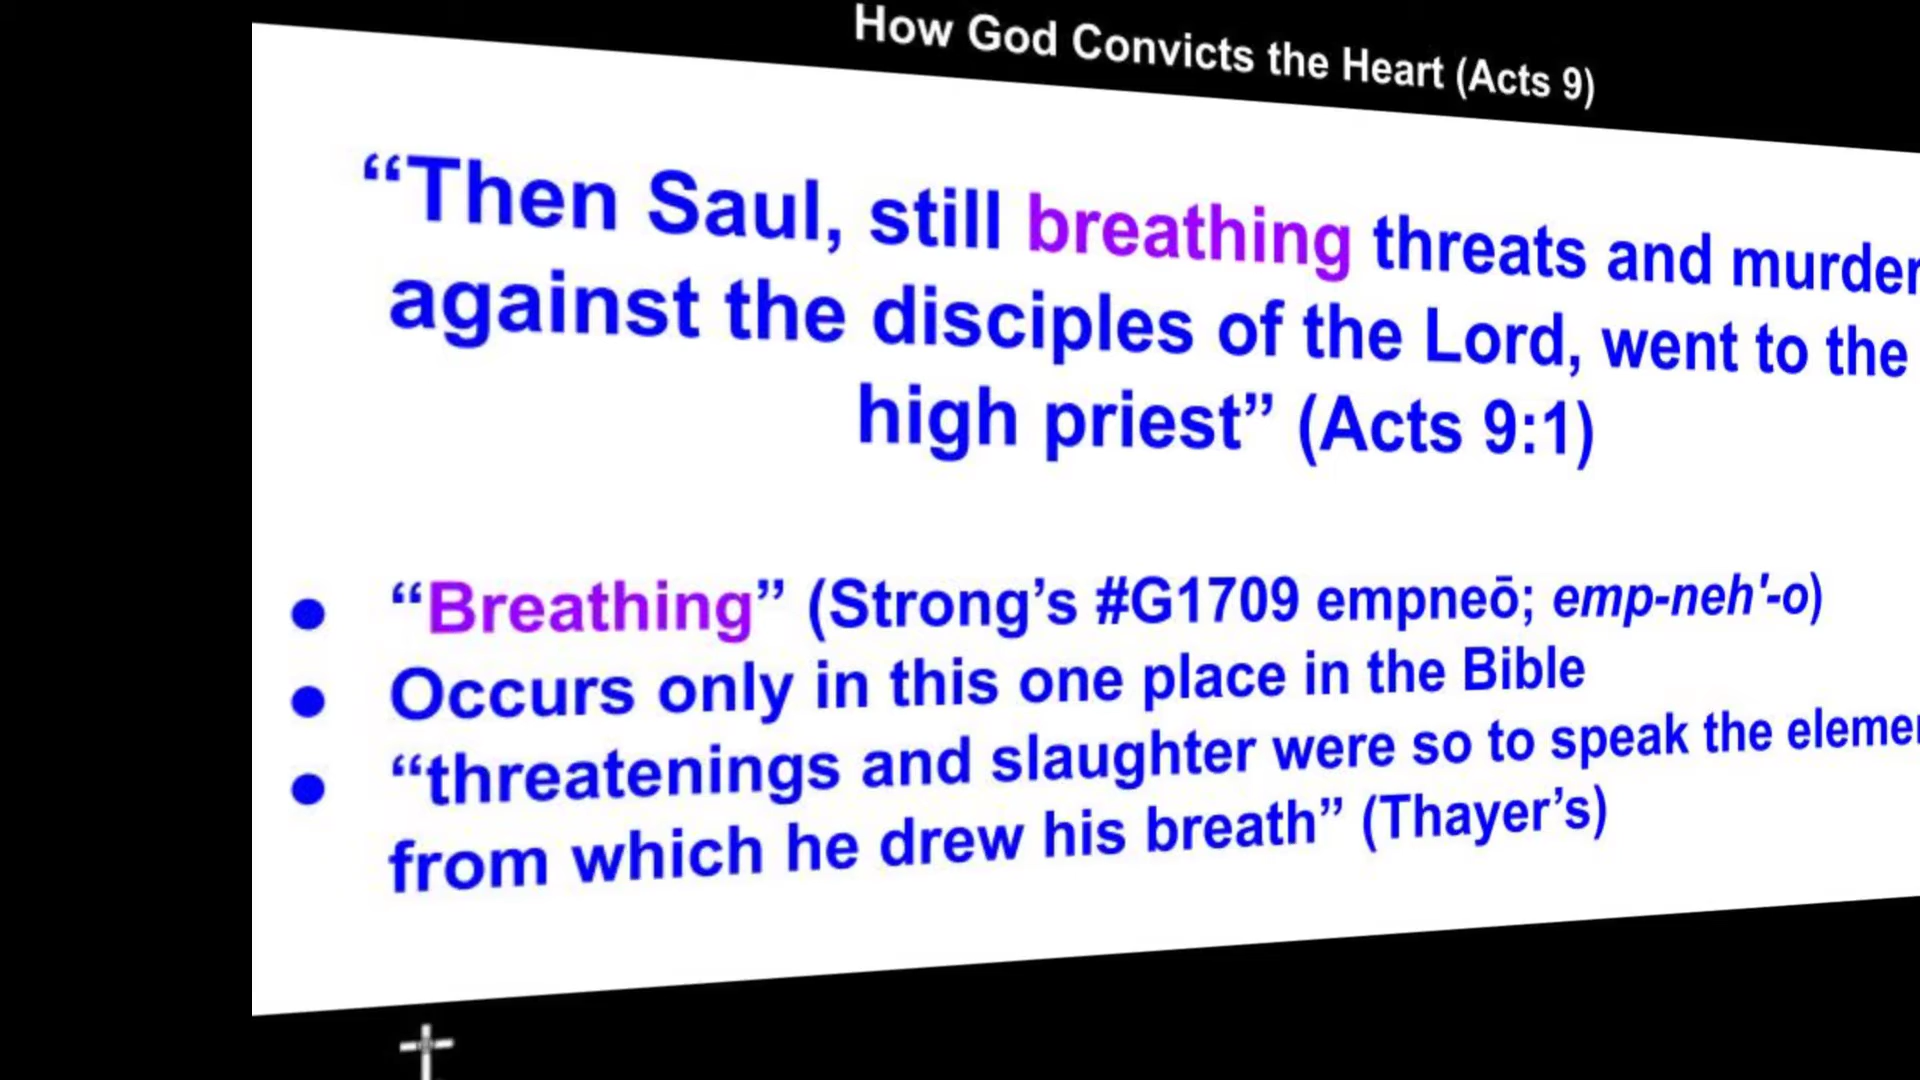 How God Convicts the Heart (Acts 9)
“Then Saul, still breathing threats and murder
against the disciples of the Lord, went to the
high priest” (Acts 9:1)
● “Breathing” (Strong’s #G1709 empneō; emp-neh'-o)
● Occurs only in this one place in the Bible
● “threatenings and slaughter were so to speak the
from which he drew his breath” (Thayer’s)